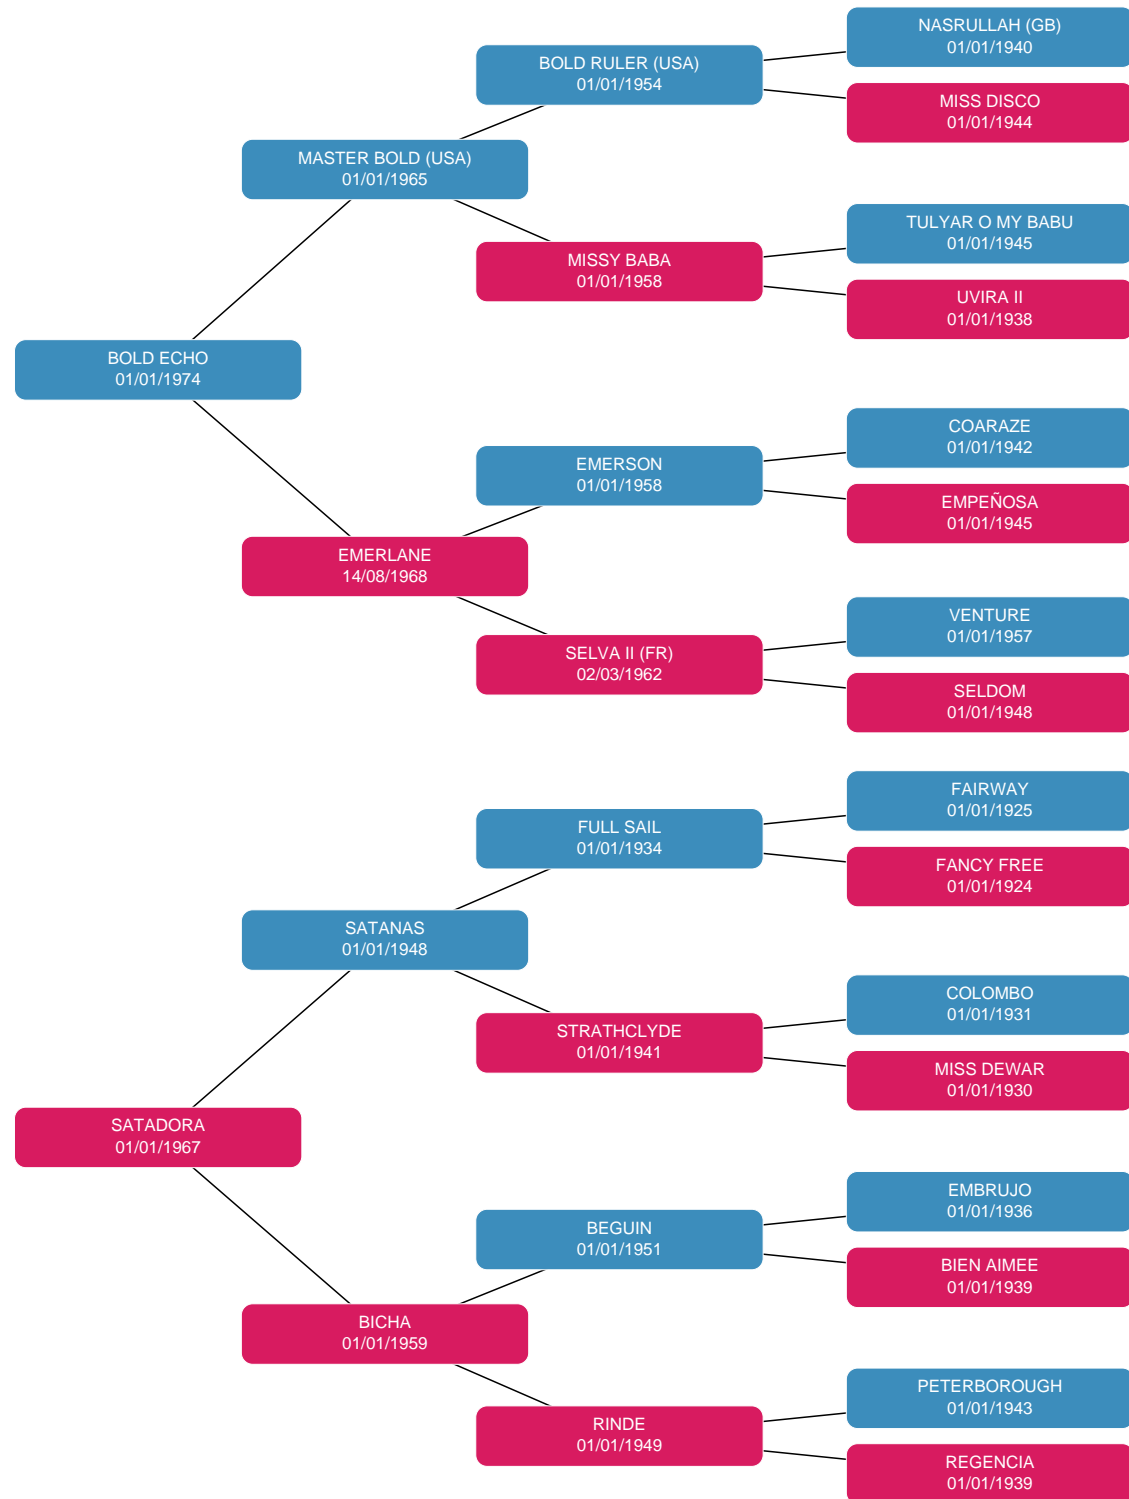 NASRULLAH (GB)
01/01/1940
BOLD RULER (USA)
01/01/1954
MISS DISCO
01/01/1944
MASTER BOLD (USA)
01/01/1965
TULYAR O MY BABU
01/01/1945
MISSY BABA
01/01/1958
UVIRA II
01/01/1938
BOLD ECHO
01/01/1974
COARAZE
01/01/1942
EMERSON
01/01/1958
EMPEÑOSA
01/01/1945
EMERLANE
14/08/1968
VENTURE
01/01/1957
SELVA II (FR)
02/03/1962
SELDOM
01/01/1948
FAIRWAY
01/01/1925
FULL SAIL
01/01/1934
FANCY FREE
01/01/1924
SATANAS
01/01/1948
COLOMBO
01/01/1931
STRATHCLYDE
01/01/1941
MISS DEWAR
01/01/1930
SATADORA
01/01/1967
EMBRUJO
01/01/1936
BEGUIN
01/01/1951
BIEN AIMEE
01/01/1939
BICHA
01/01/1959
PETERBOROUGH
01/01/1943
RINDE
01/01/1949
REGENCIA
01/01/1939